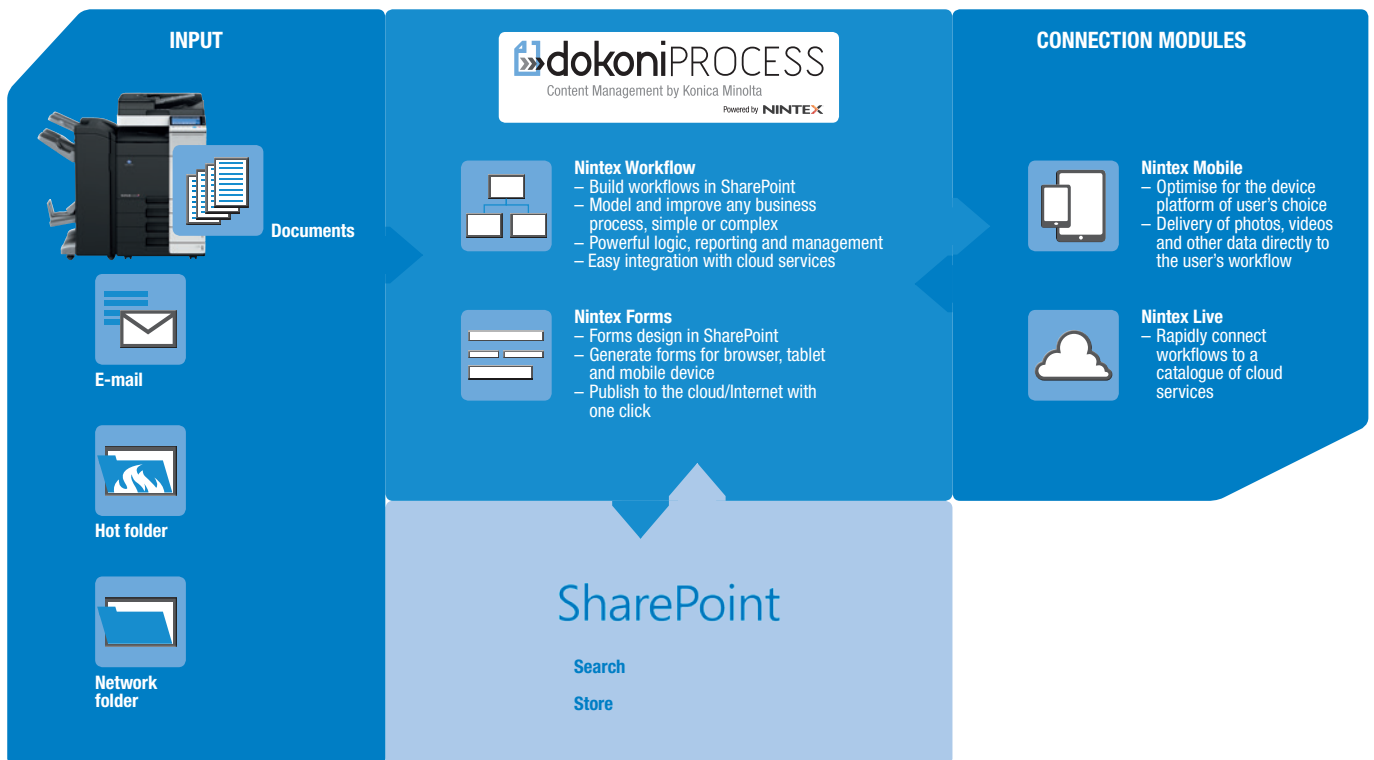 INPUT
Documents
E-mail
Hot folder
Network
folder
dokoniPROCESS
Content Management by Konica Minolta
Powered by NINTEX
Nintex Workflow
– Build workflows in SharePoint
– Model and improve any business
process, simple or complex
– Powerful logic, reporting and management
– Easy integration with cloud services
Nintex Forms
– Forms design in SharePoint
– Generate forms for browser, tablet
and mobile device
– Publish to the cloud/Internet with
one click
SharePoint
Search
Store
CONNECTION MODULES
Nintex Mobile
– Optimise for the device
platform of user’s choice
– Delivery of photos, videos
and other data directly to
the user’s workflow
Nintex Live
– Rapidly connect
workflows to a
catalogue of cloud
services